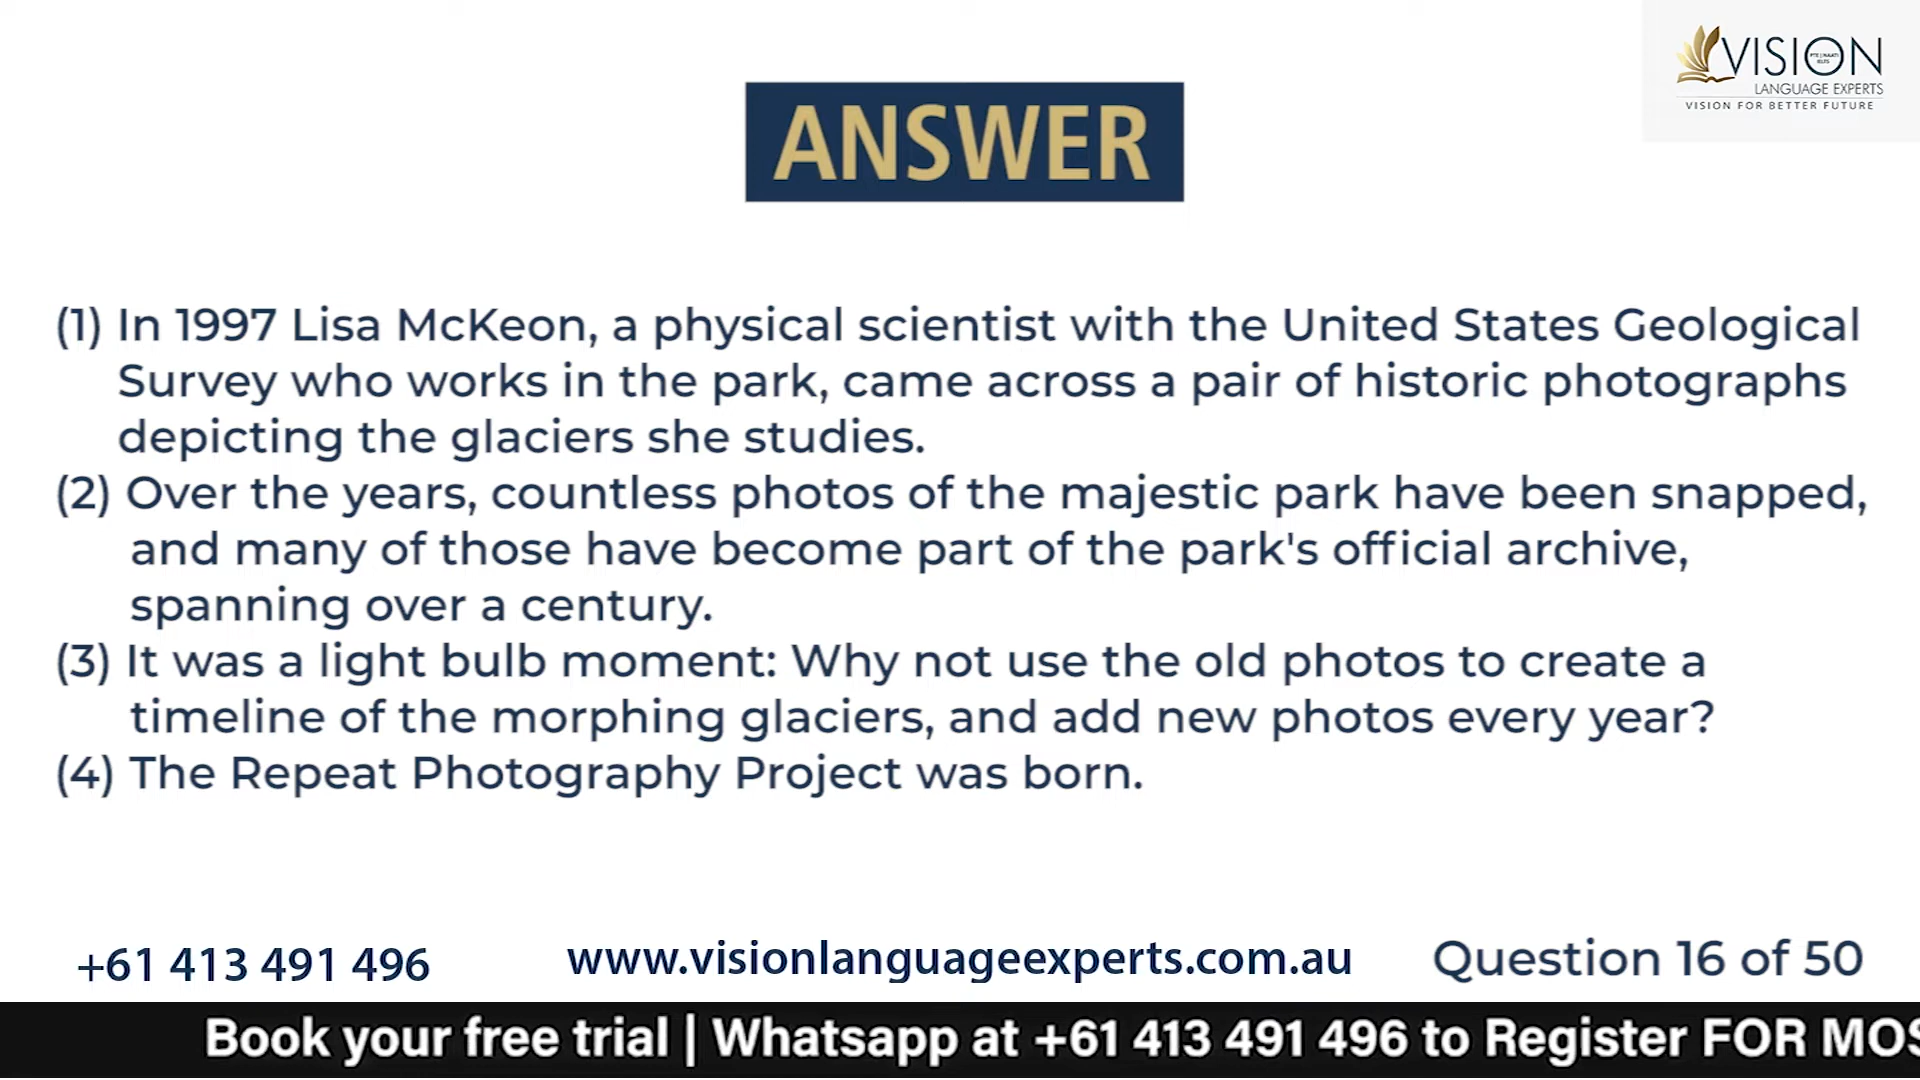 VISION
LANGUAGE EXPERTS
VISION FOR BETTER FUTURE
ANSWER
(1) In 1997 Lisa McKeon, a physical scientist with the United States Geological
Survey who works in the park, came across a pair of historic photographs
depicting the glaciers she studies.
(2) Over the years, countless photos of the majestic park have been snapped,
and many of those have become part of the park's official archive,
spanning over a century.
(3) It was a light bulb moment: Why not use the old photos to create a
timeline of the morphing glaciers, and add new photos every year?
(4) The Repeat Photography Project was born.
+61 413 491 496
www.visionlanguageexperts.com.au
Question 16 of 50
Book your free trial | Whatsapp at +61 413 491 496 to Register FOR MOS